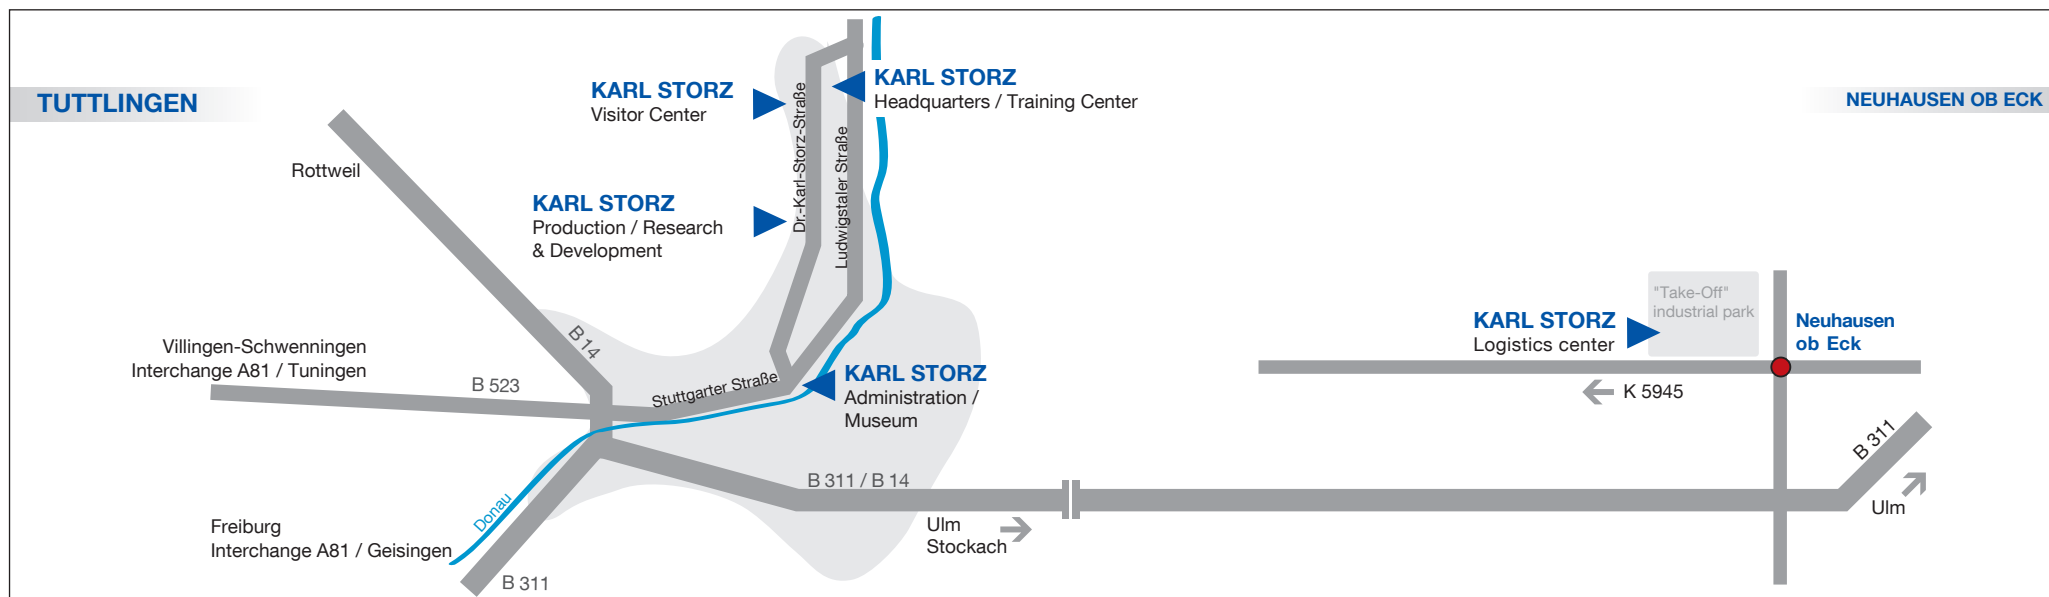 TUTTLINGEN
NEUHAUSEN OB ECK
KARL STORZ
Visitor Center
KARL STORZ
Headquarters / Training Center
Dr.-Karl-Storz-Straße
Ludwigstaler Straße
Rottweil
KARL STORZ
Production / Research
& Development
B 14
Villingen-Schwenningen
Interchange A81 / Tuningen
B 523
Stuttgarter Straße
KARL STORZ
Administration /
Museum
"Take-Off"
industrial park
KARL STORZ
Logistics center
Neuhausen
ob Eck
K 5945
B 311
Ulm
B 311 / B 14
Ulm
Stockach
Donau
Freiburg
Interchange A81 / Geisingen
B 311